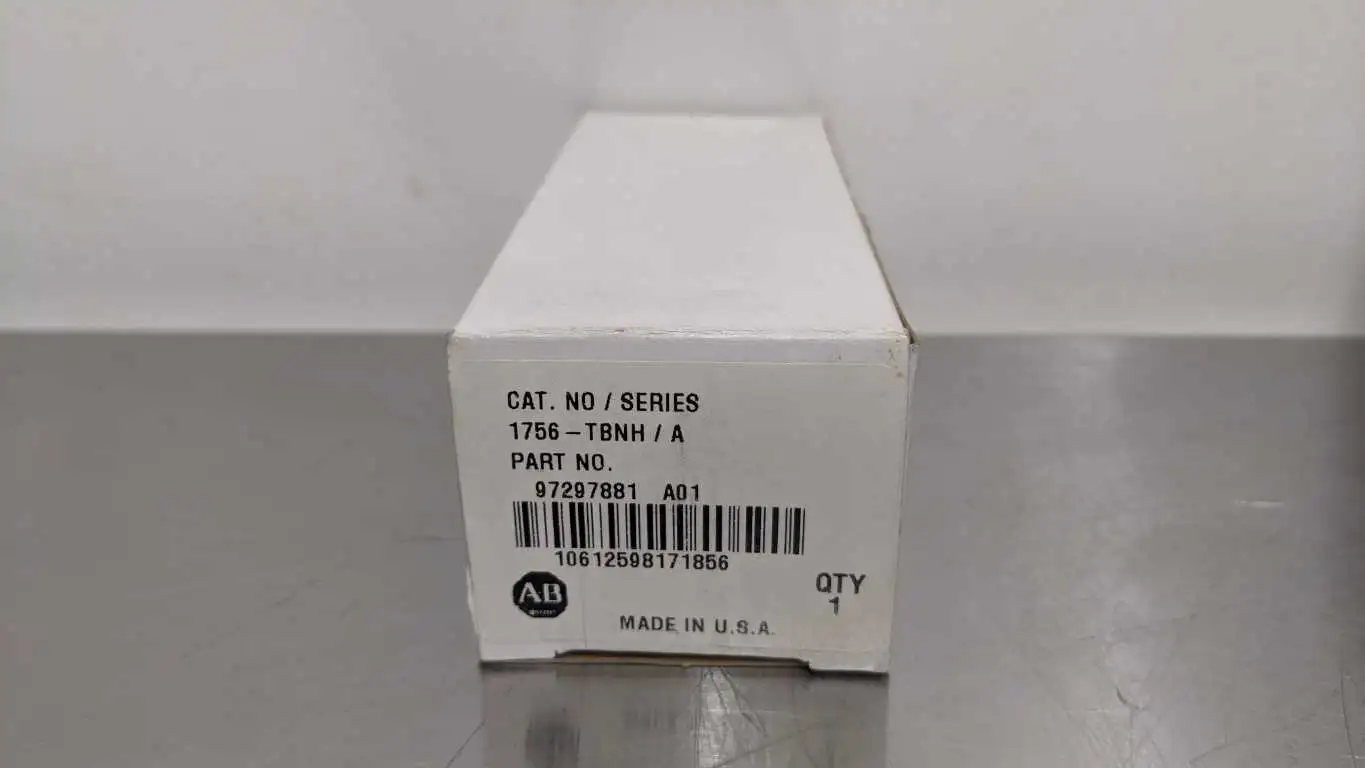 CAT. NO / SERIES
1756-TBNH / A
PART NO.
97297881 A01
10612598171856
AB
QTY
1
MADE IN U.S.A.